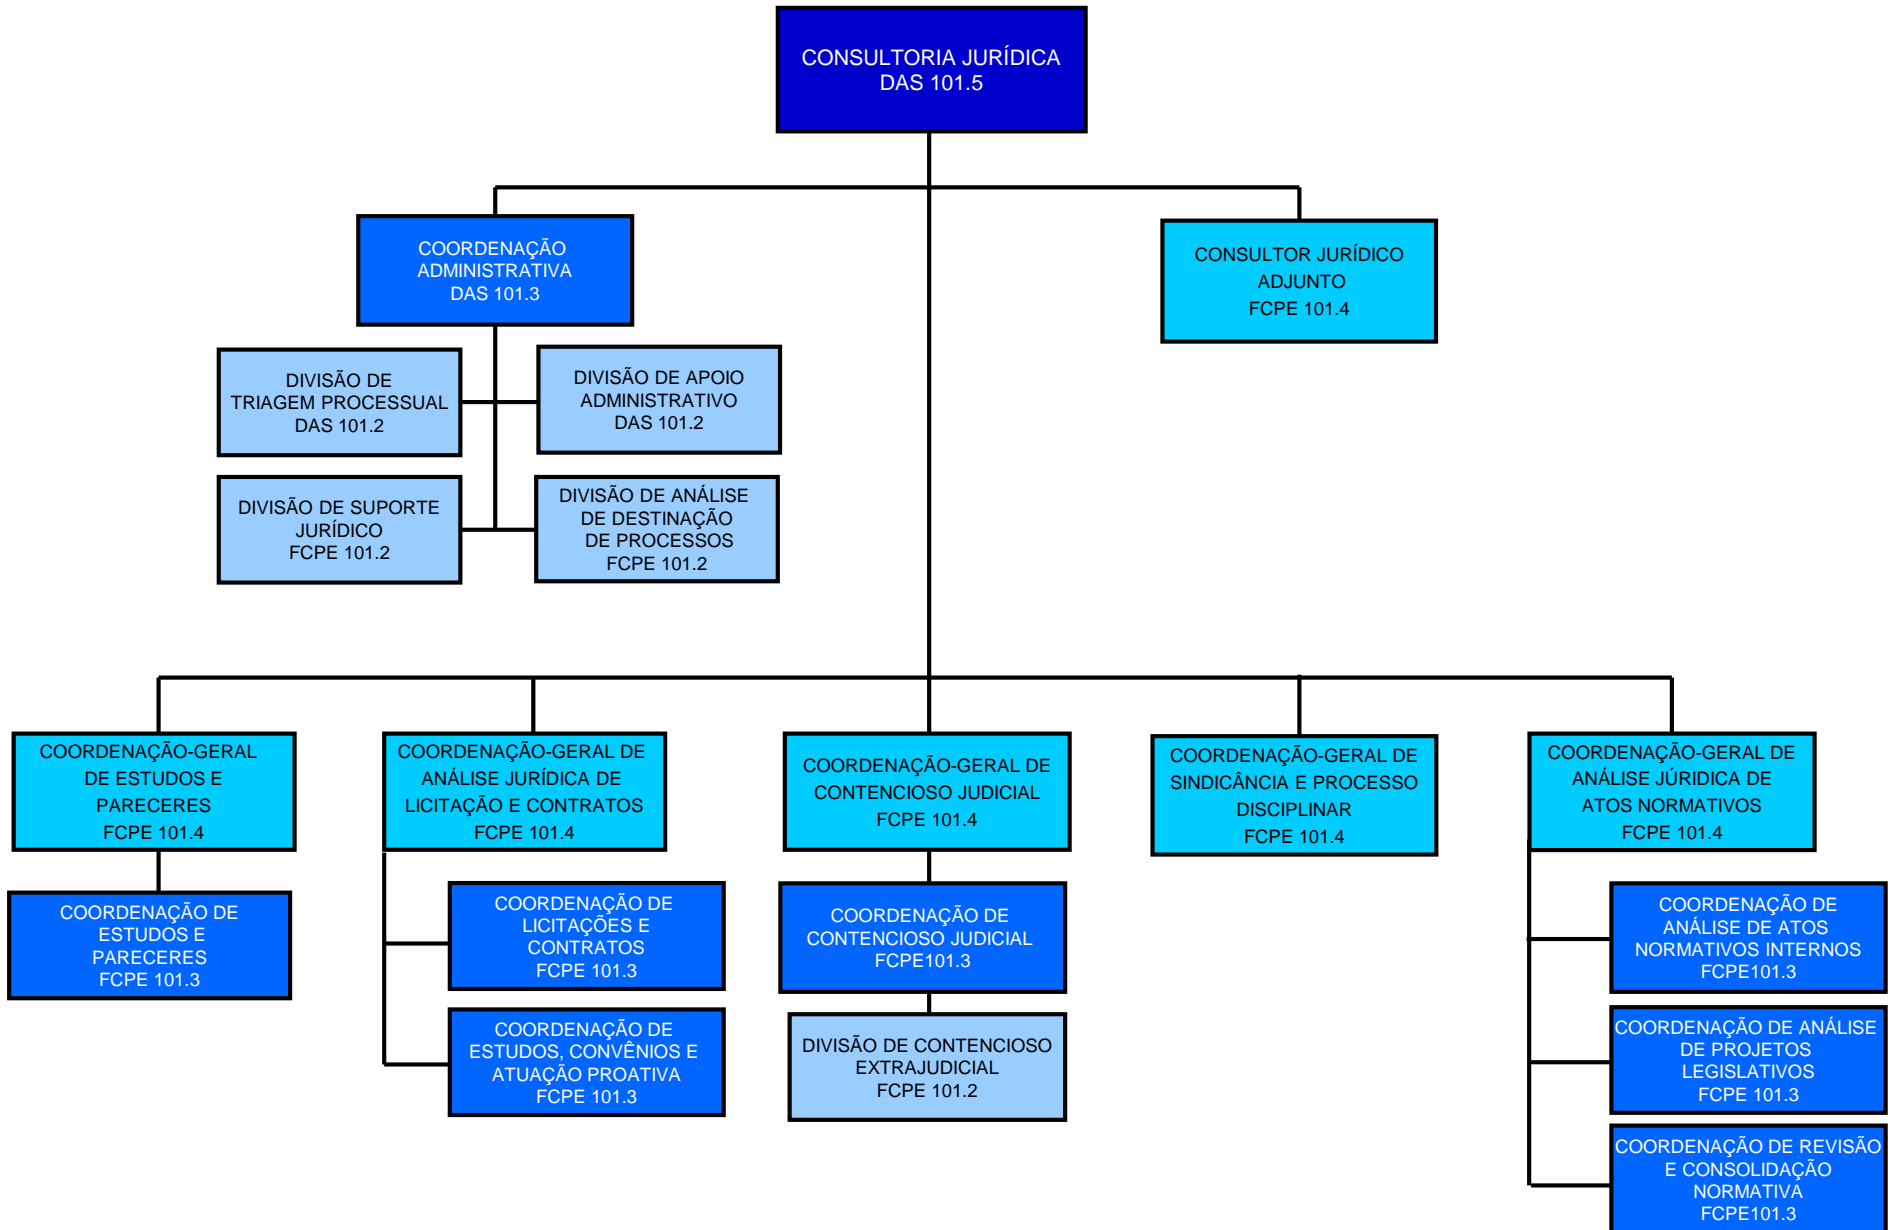 CONSULTORIA JURÍDICA
DAS 101.5
COORDENAÇÃO
ADMINISTRATIVA
DAS 101.3
CONSULTOR JURÍDICO
ADJUNTO
FCPE 101.4
DIVISÃO DE
TRIAGEM PROCESSUAL
DAS 101.2
DIVISÃO DE APOIO
ADMINISTRATIVO
DAS 101.2
DIVISÃO DE SUPORTE
JURÍDICO
FCPE 101.2
DIVISÃO DE ANÁLISE
DE DESTINAÇÃO
DE PROCESSOS
FCPE 101.2
COORDENAÇÃO-GERAL
DE ESTUDOS E
PARECERES
FCPE 101.4
COORDENAÇÃO-GERAL DE
ANÁLISE JURÍDICA DE
LICITAÇÃO E CONTRATOS
FCPE 101.4
COORDENAÇÃO-GERAL DE
CONTENCIOSO JUDICIAL
FCPE 101.4
COORDENAÇÃO-GERAL DE
SINDICÂNCIA E PROCESSO
DISCIPLINAR
FCPE 101.4
COORDENAÇÃO-GERAL DE
ANÁLISE JÚRIDICA DE
ATOS NORMATIVOS
FCPE 101.4
COORDENAÇÃO DE
ESTUDOS E
PARECERES
FCPE 101.3
COORDENAÇÃO DE
LICITAÇÕES E
CONTRATOS
FCPE 101.3
COORDENAÇÃO DE
CONTENCIOSO JUDICIAL
FCPE101.3
COORDENAÇÃO DE
ANÁLISE DE ATOS
NORMATIVOS INTERNOS
FCPE101.3
COORDENAÇÃO DE
ESTUDOS, CONVÊNIOS E
ATUAÇÃO PROATIVA
FCPE 101.3
DIVISÃO DE CONTENCIOSO
EXTRAJUDICIAL
FCPE 101.2
COORDENAÇÃO DE ANÁLISE
DE PROJETOS
LEGISLATIVOS
FCPE 101.3
COORDENAÇÃO DE REVISÃO
E CONSOLIDAÇÃO
NORMATIVA
FCPE101.3